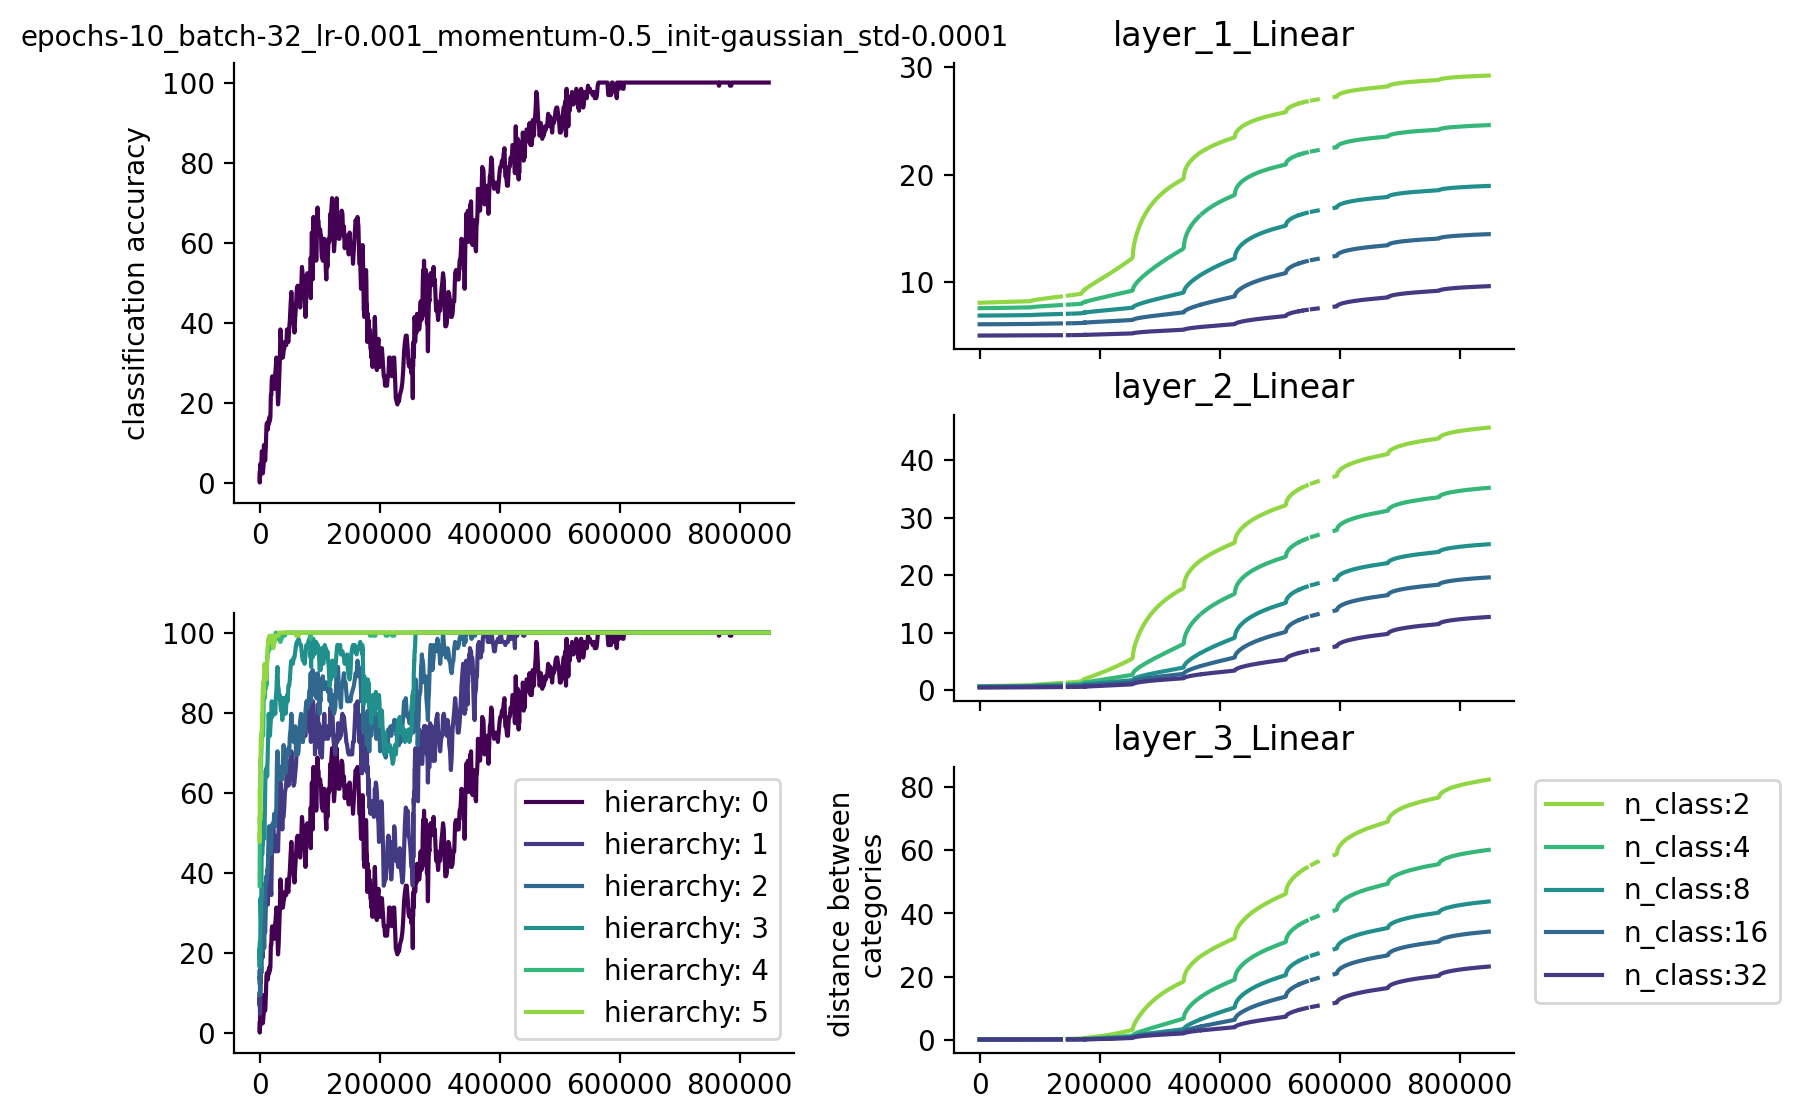 epochs-10_batch-32_lr-0.001_momentum-0.5_init-gaussian_std-0.0001
classification accuracy
100
80
60
40
20
0
0 200000 400000 600000 800000
100
80
60
40
20
0
hierarchy: 0
hierarchy: 1
hierarchy: 2
hierarchy: 3
hierarchy: 4
hierarchy: 5
0 200000 400000 600000 800000
layer_1_Linear
30
20
10
layer_2_Linear
40
30
20
10
0
layer_3_Linear
distance between
categories
80
60
40
20
0
0 200000 400000 600000 800000
n_class:2
n_class:4
n_class:8
n_class:16
n_class:32